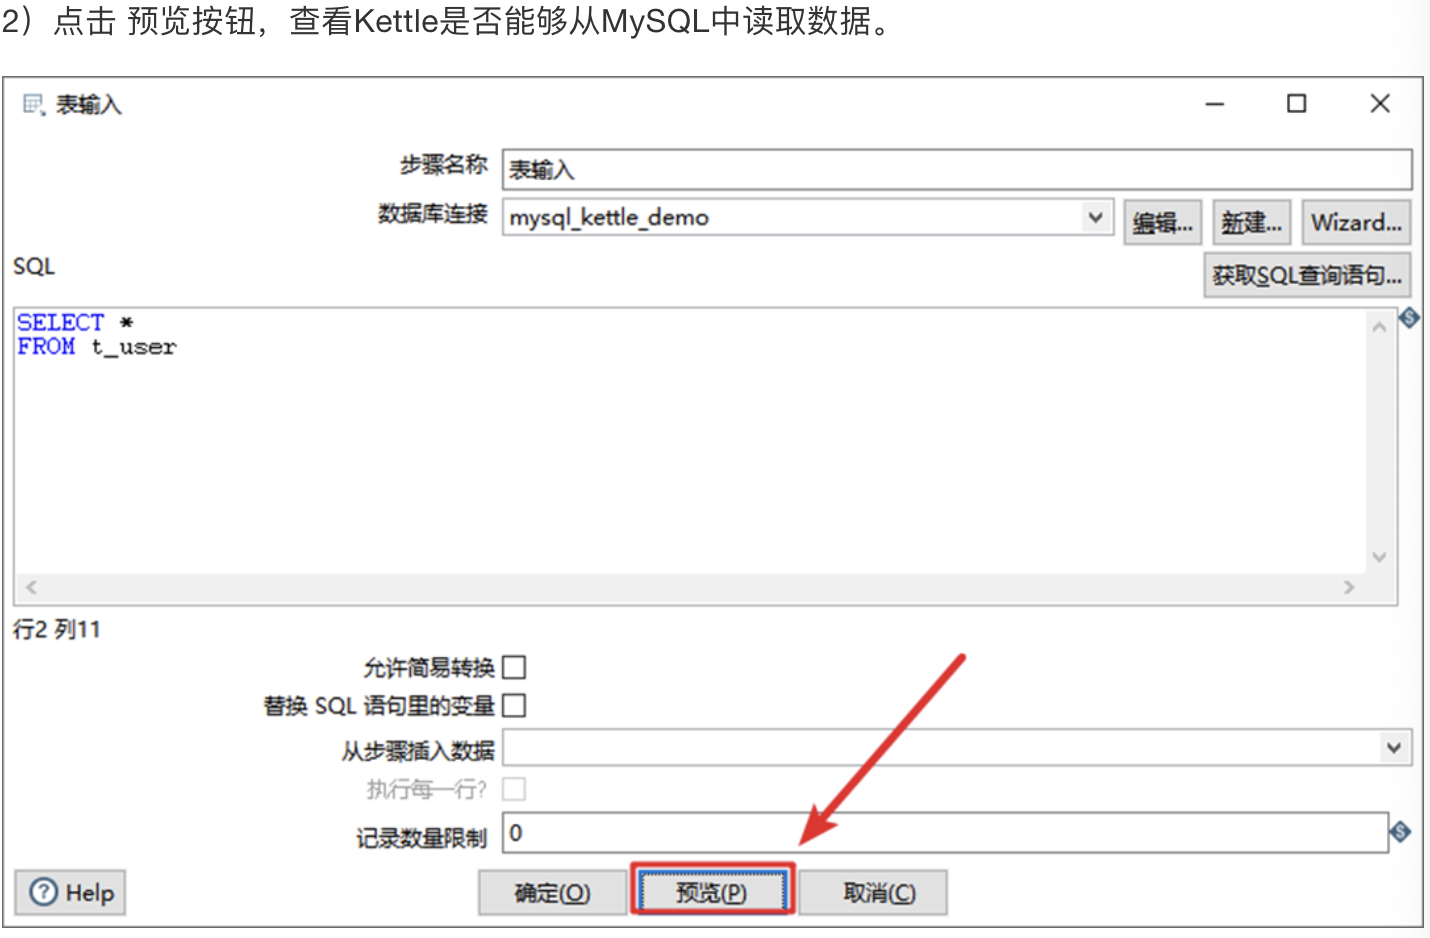 2）点击 预览按钮，查看Kettle是否能够从MySQL中读取数据。
表输入
步骤名称 表输入
数据库连接 mysql_kettle_demo 编辑... 新建... Wizard...
SQL 获取SQL查询语句...
SELECT *
FROM t_user
行2 列11
允许简易转换
替换 SQL 语句里的变量
从步骤插入数据
执行每一行?
记录数量限制 0
Help 确定(O) 预览(P) 取消(C)